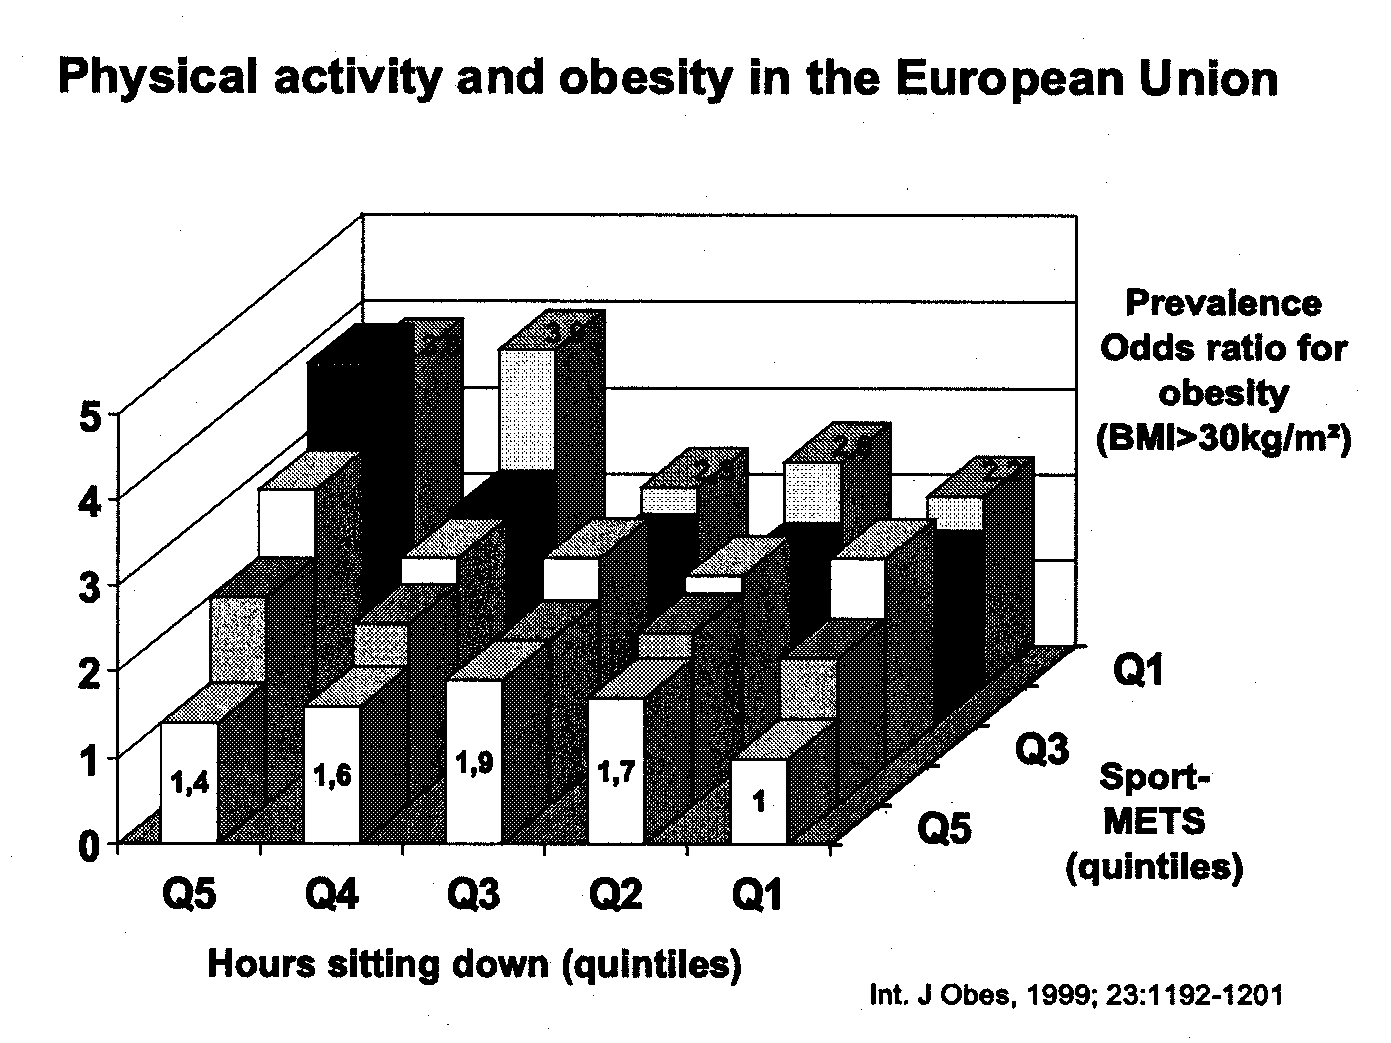 Physical activity and obesity in the European Union
Prevalence
Odds ratio for
obesity
(BMI>30kg/m²)
5
4
3
2
1
0
1,4
1,6
1,9
1,7
1
Q1
Q3
Q5
Sport-
METS
(quintiles)
Q5
Q4
Q3
Q2
Q1
Hours sitting down (quintiles)
Int. J Obes, 1999; 23:1192-1201